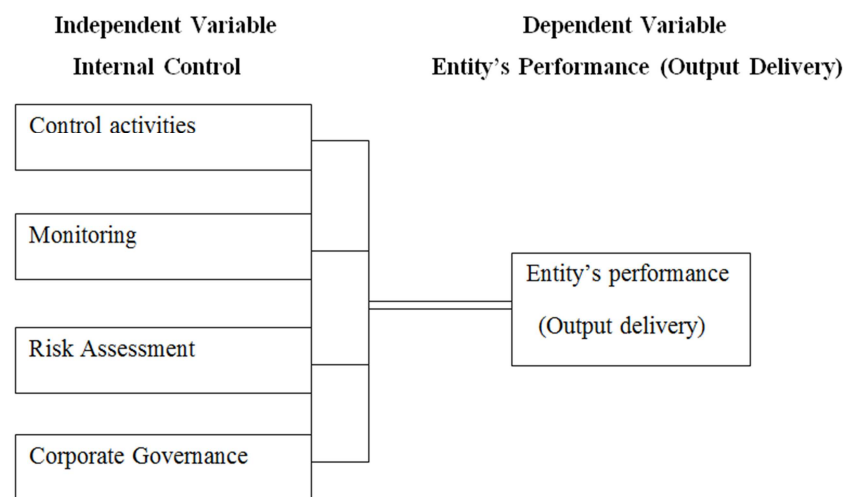 Independent Variable
Internal Control
Dependent Variable
Entity's Performance (Output Delivery)
Control activities
Monitoring
Risk Assessment
Corporate Governance
Entity's performance
(Output delivery)